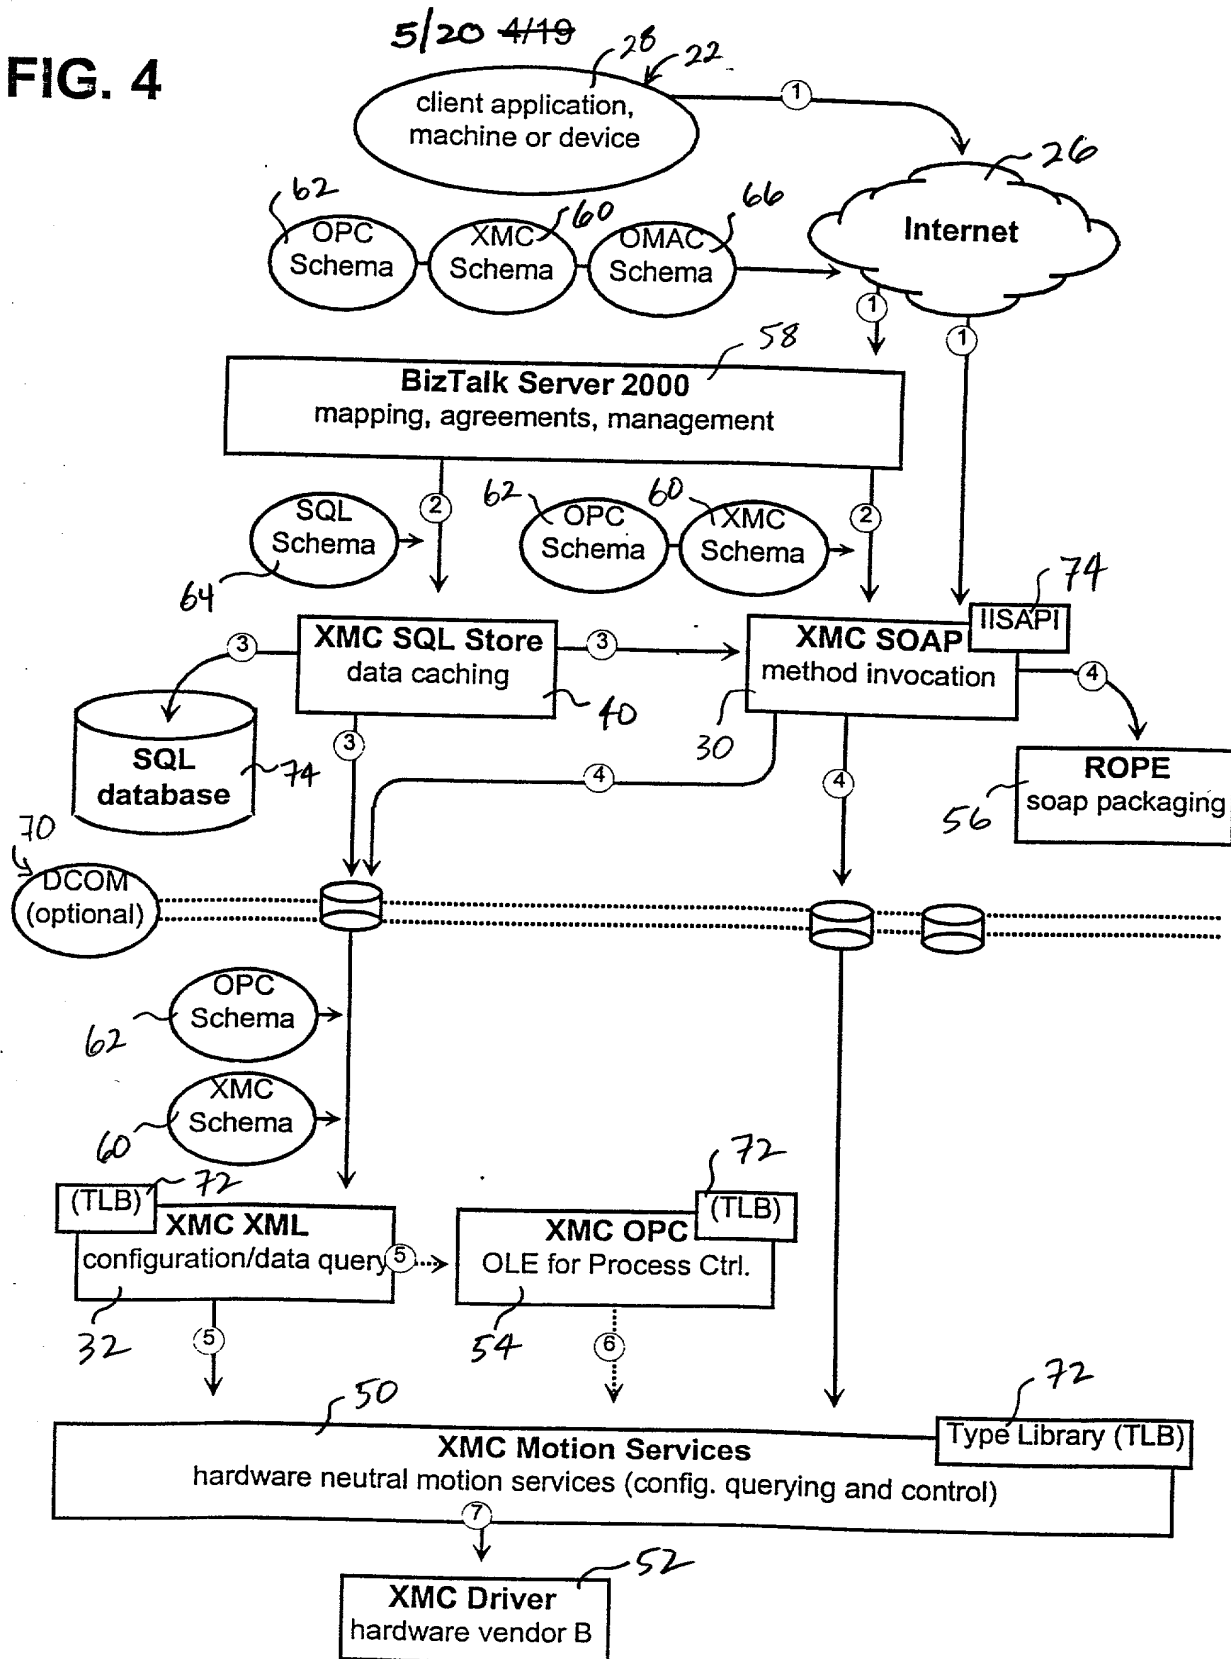 5/20 4/19
FIG. 4
28
22
client application,
machine or device
1
26
Internet
62
OPC
Schema
60
XMC
Schema
66
OMAC
Schema
1
1
58
BizTalk Server 2000
mapping, agreements, management
2
SQL
Schema
64
62
OPC
Schema
60
XMC
Schema
2
74
IISAPI
3
XMC SQL Store
data caching
40
3
XMC SOAP
method invocation
30
4
SQL
database
74
3
4
4
ROPE
soap packaging
56
70
DCOM
(optional)
OPC
Schema
62
XMC
Schema
60
(TLB)
72
XMC XML
configuration/data query
32
5
72
(TLB)
XMC OPC
OLE for Process Ctrl.
54
5
6
50
72
Type Library (TLB)
XMC Motion Services
hardware neutral motion services (config. querying and control)
7
52
XMC Driver
hardware vendor B